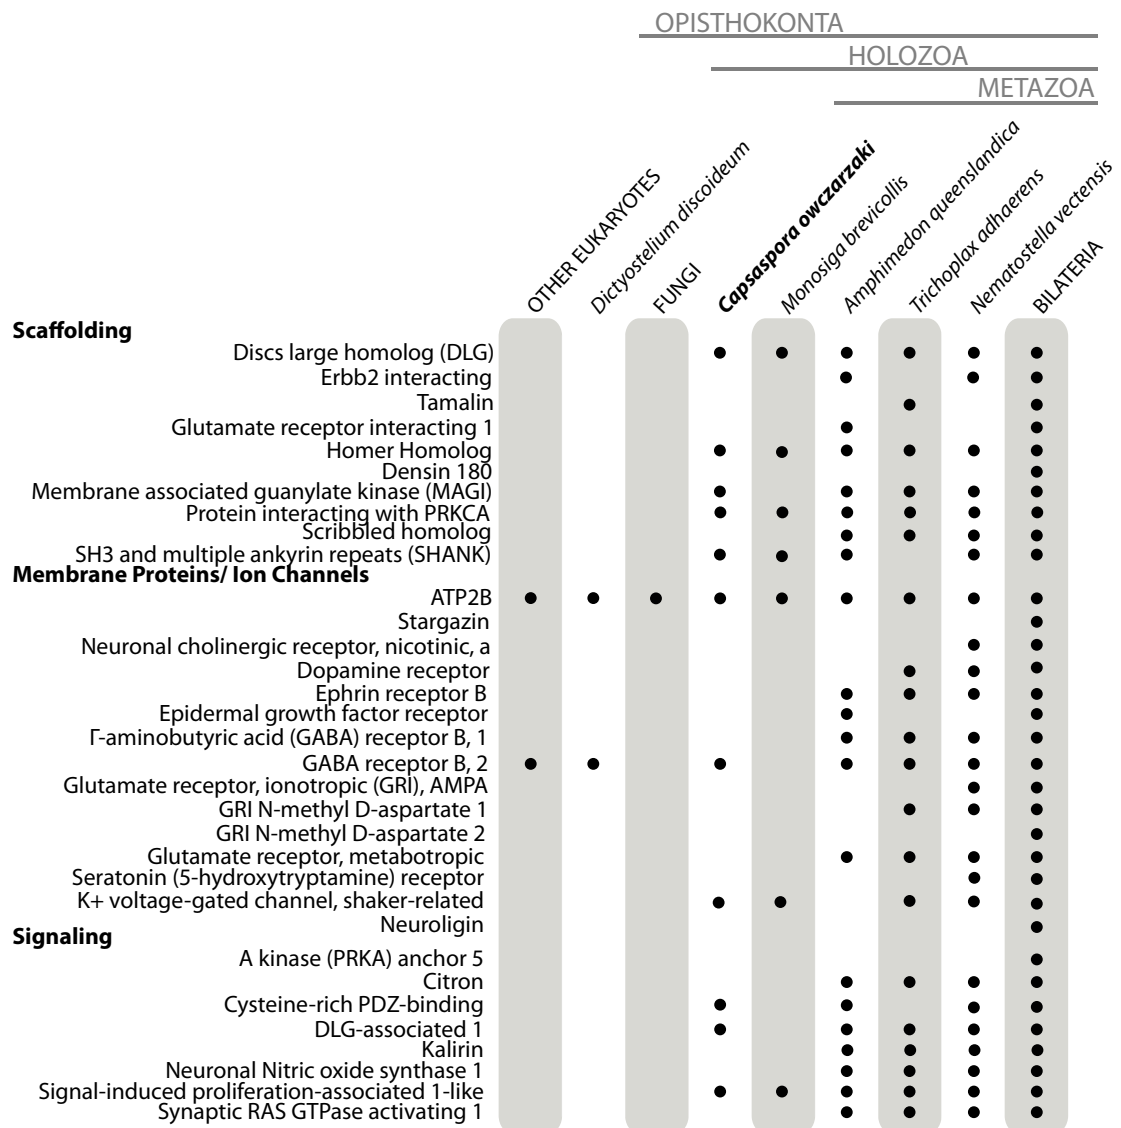 OPISTHOKONTA
HOLOZOA
METAZOA
OTHER EUKARYOTES
Dictyostelium discoideum
FUNGI
Capsaspora owczarzaki
Monosiga brevicollis
Amphimedon queenslandica
Trichoplax adhaerens
Nematostella vectensis
BILATERIA
Scaffolding
Discs large homolog (DLG)
Erbb2 interacting
Tamalin
Glutamate receptor interacting 1
Homer Homolog
Densin 180
Membrane associated guanylate kinase (MAGI)
Protein interacting with PRKCA
Scribbled homolog
SH3 and multiple ankyrin repeats (SHANK)
Membrane Proteins/ Ion Channels
ATP2B
Stargazin
Neuronal cholinergic receptor, nicotinic, a
Dopamine receptor
Ephrin receptor B
Epidermal growth factor receptor
Γ-aminobutyric acid (GABA) receptor B, 1
GABA receptor B, 2
Glutamate receptor, ionotropic (GRI), AMPA
GRI N-methyl D-aspartate 1
GRI N-methyl D-aspartate 2
Glutamate receptor, metabotropic
Seratonin (5-hydroxytryptamine) receptor
K+ voltage-gated channel, shaker-related
Neuroligin
Signaling
A kinase (PRKA) anchor 5
Citron
Cysteine-rich PDZ-binding
DLG-associated 1
Kalirin
Neuronal Nitric oxide synthase 1
Signal-induced proliferation-associated 1-like
Synaptic RAS GTPase activating 1